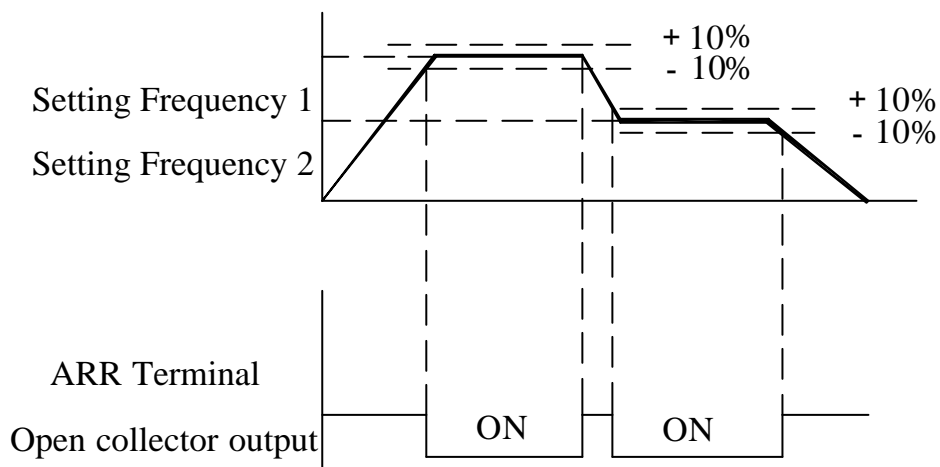 + 10%
- 10%
Setting Frequency 1
+ 10%
- 10%
Setting Frequency 2
ARR Terminal
Open collector output
ON
ON